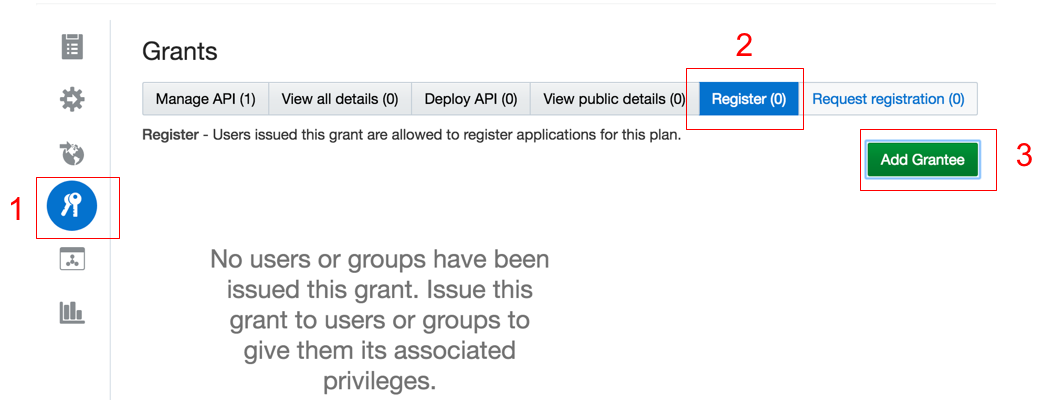 2
Grants
Manage API (1) View all details (0) Deploy API (0) View public details (0) Register (0) Request registration (0)
Register - Users issued this grant are allowed to register applications for this plan.
Add Grantee
3
1
No users or groups have been
issued this grant. Issue this
grant to users or groups to
give them its associated
privileges.